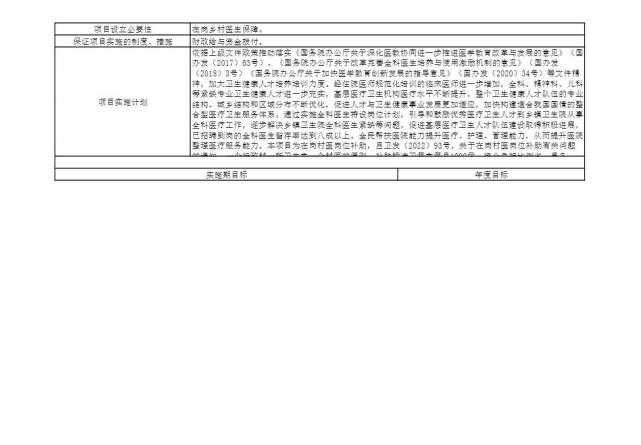 项目设立必要性 在岗乡村医生保障。
保证项目实施的制度、措施 财政给与资金拨付。
项目实施计划
依据上级文件政策推动落实《国务院办公厅关于深化医教协同进一步推进医学教育改革与发展的意见》(国
办发(2017)63号)、《国务院办公厅关于改革完善全科医生培养与使用激励机制的意见》(国办发
(2018)3号)《国务院办公厅关于加快医学教育创新发展的指导意见》(国办发(2020)34号)等文件精
神,加大卫生健康人才培养培训力度,经住院医师规范化培训的临床医师进一步增加,全科、精神科、儿科
等紧缺专业卫生健康人才进一步充实,基层医疗卫生机构医疗水平不断提升,整个卫生健康人才队伍的专业
结构、城乡结构和区域分布不断优化,促进人才与卫生健康事业发展更加适应,加快构建适合我国国情的整
合型医疗卫生服务体系。通过实施全科医生特设岗位计划,引导和鼓励优秀医疗卫生人才到乡镇卫生院从事
全科医疗工作,逐步解决乡镇卫生院全科医生紧缺等问题,促进基层医疗卫生人才队伍建设取得积极进展,
已招聘到岗的全科医生留存率达到八成以上。全民帮扶医院能力提升医疗、护理、管理能力,从而提升医院
整理医疗服务能力。本项目为在岗村医岗位补助,昌卫发(2022)93号,关于在岗村医岗位补助有关问题
实施期目标 年度目标